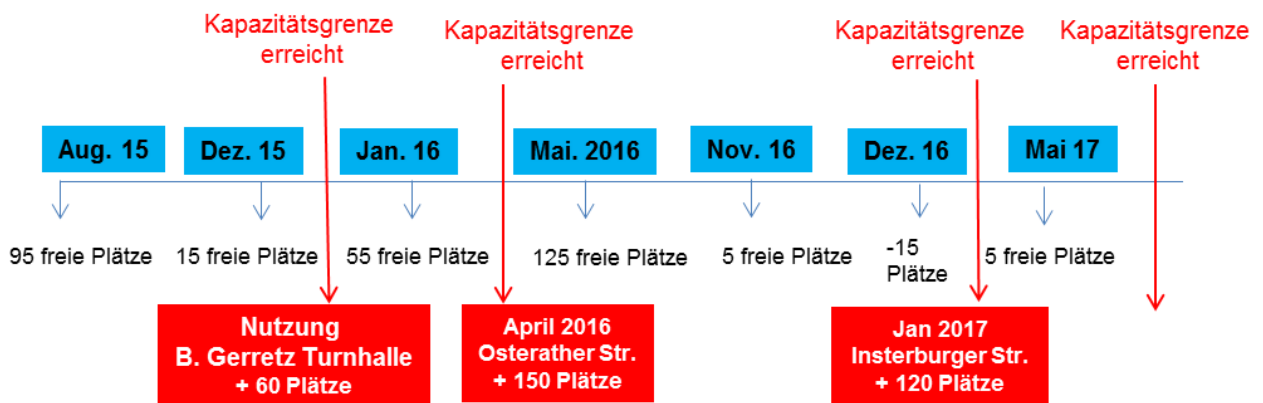 Kapazitätsgrenze
erreicht
Kapazitätsgrenze
erreicht
Kapazitätsgrenze
erreicht
Kapazitätsgrenze
erreicht
Aug. 15
Dez. 15
Jan. 16
Mai. 2016
Nov. 16
Dez. 16
Mai 17
95 freie Plätze
15 freie Plätze
55 freie Plätze
125 freie Plätze
5 freie Plätze
-15
Plätze
5 freie Plätze
Nutzung
B. Gerretz Turnhalle
+ 60 Plätze
April 2016
Osterather Str.
+ 150 Plätze
Jan 2017
Insterburger Str.
+ 120 Plätze